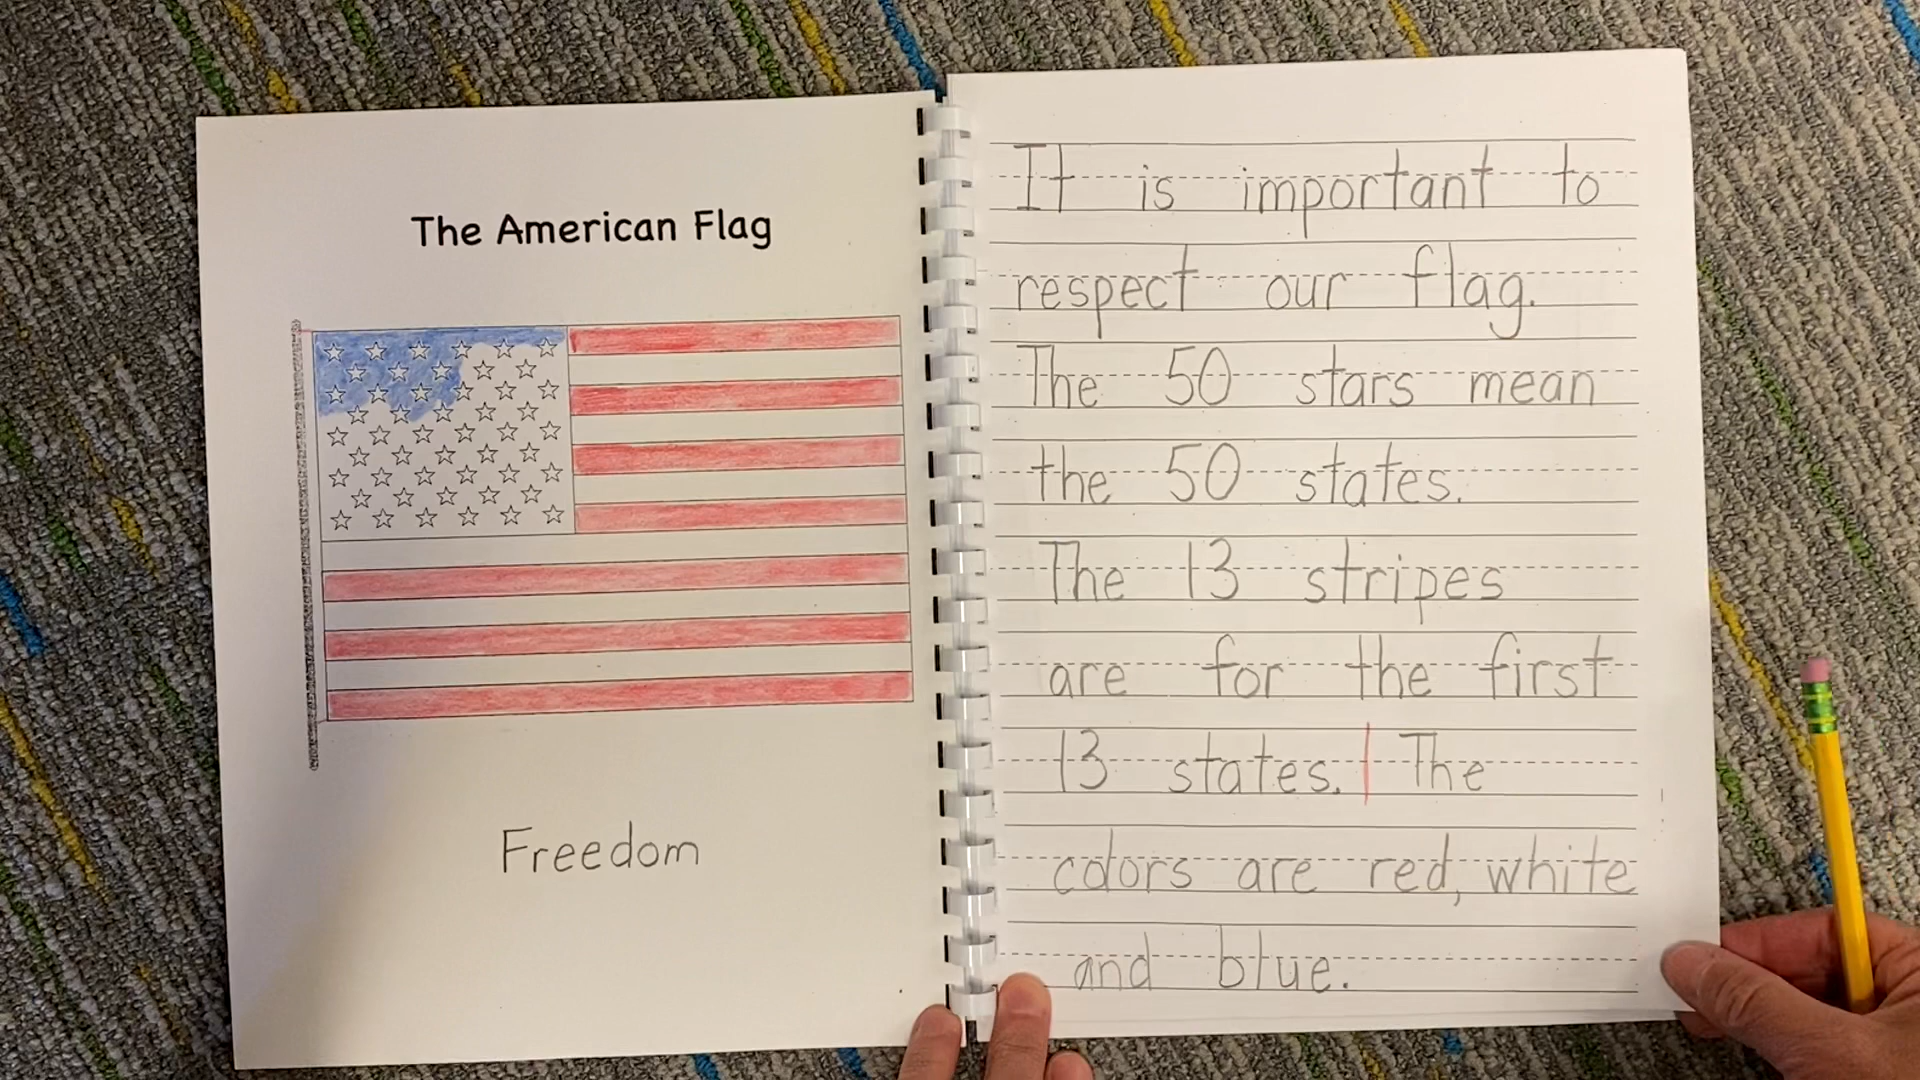 The American Flag
Freedom
It is important to
respect our flag.
The 50 stars mean
the 50 states.
The 13 stripes
are for the first
13 states. The
colors are red, white
and blue.